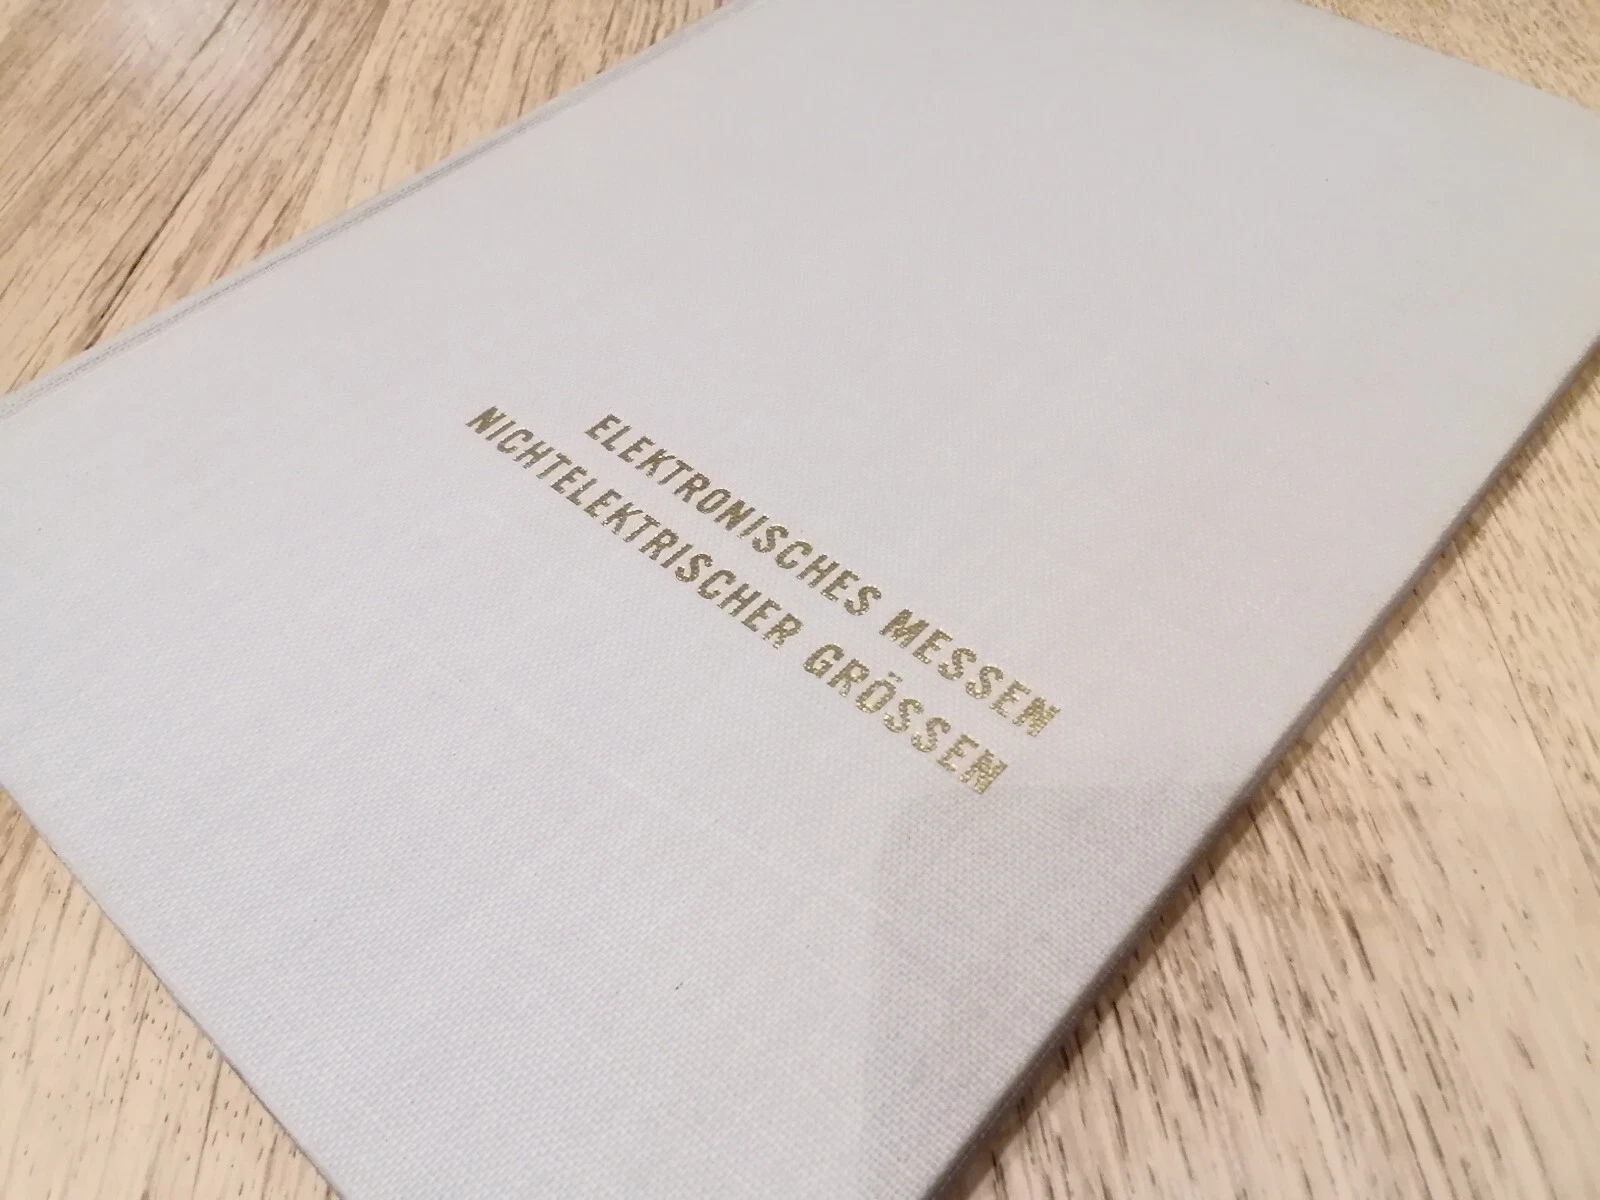 ELEKTRONISCHES MESSEN
NICHTELEKTRISCHER GRÖSSEN